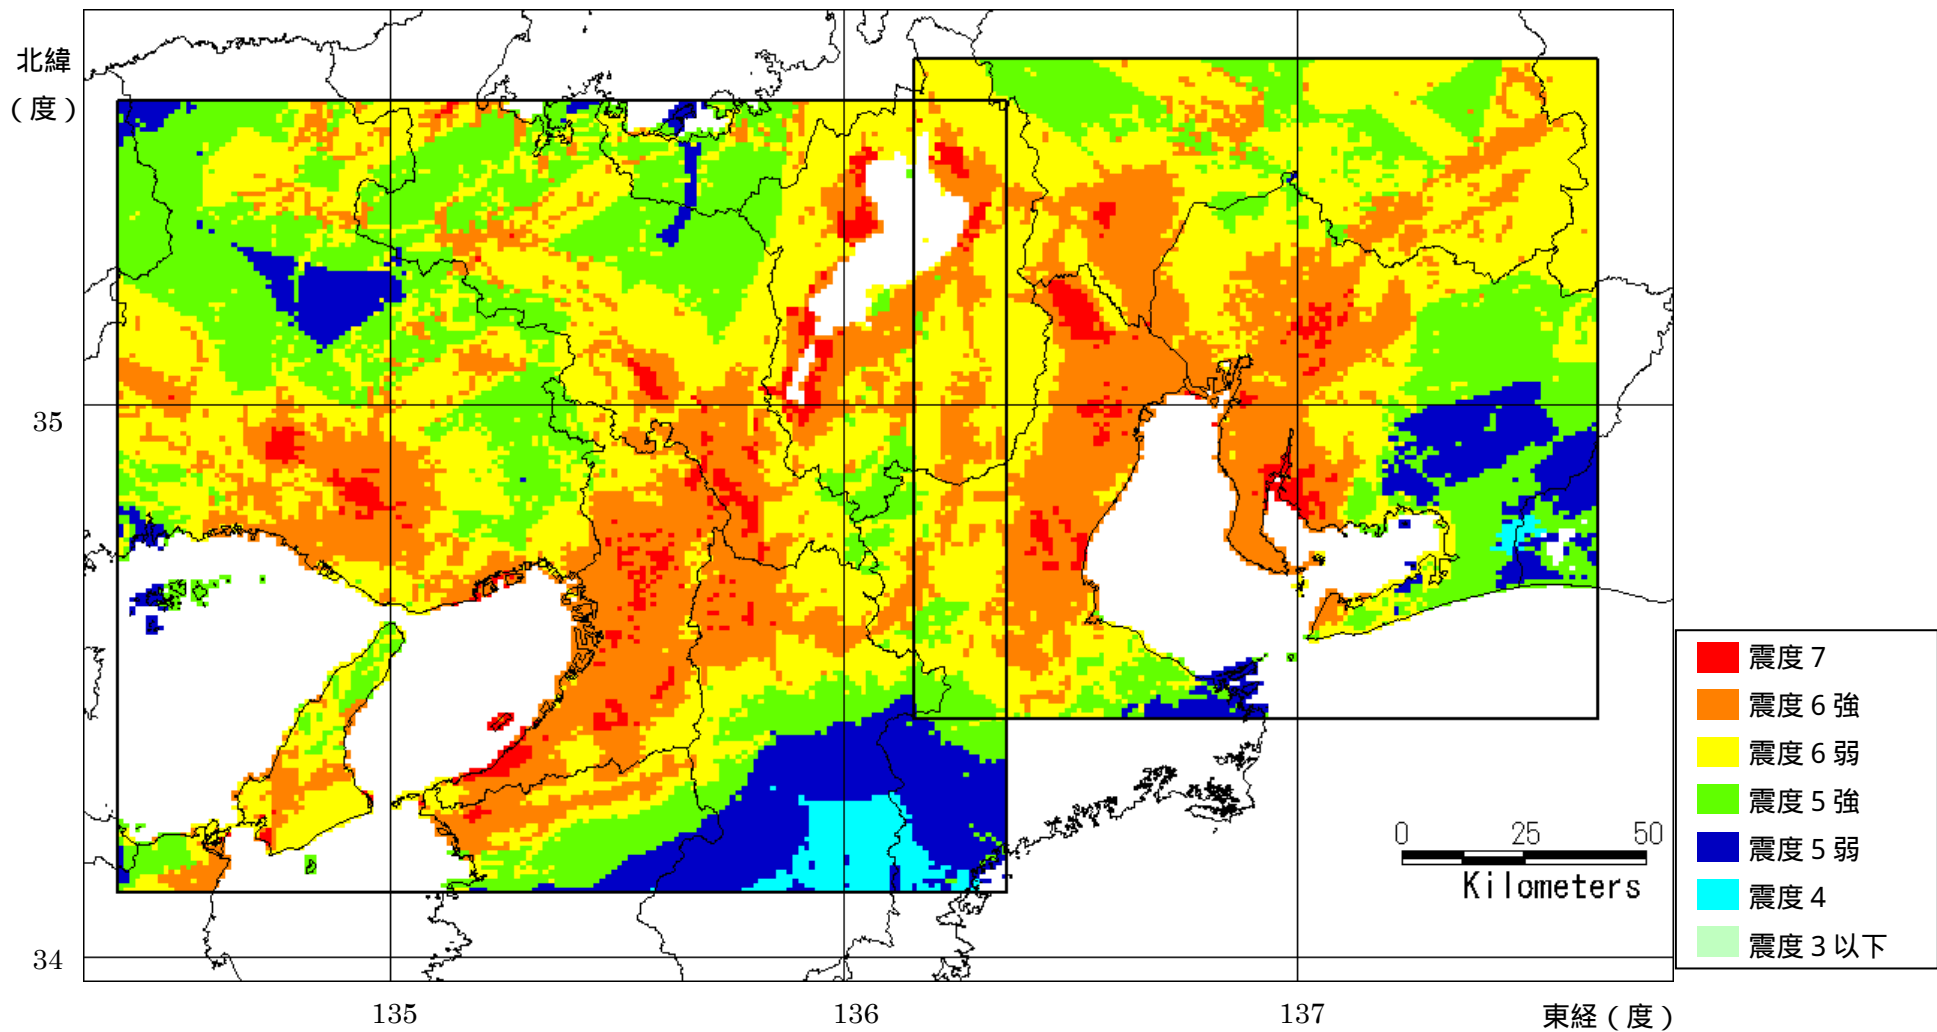 北緯
（度）
35
34
135
136
137
東経（度）
0 25 50
Kilometers
震度７
震度６強
震度６弱
震度５強
震度５弱
震度４
震度３以下